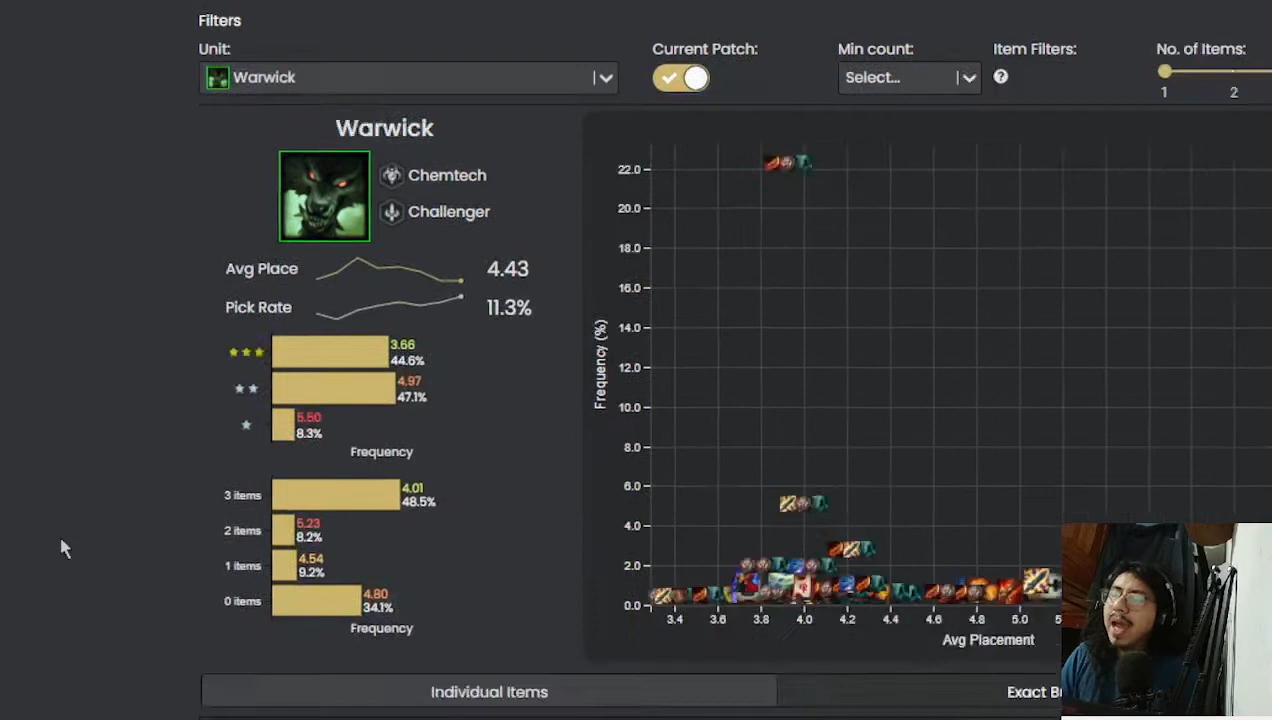 Filters
Unit:
Current Patch:
Min count:
Item Filters:
No. of Items:
Warwick
Select...
?
1 2
Warwick
Chemtech
Challenger
Avg Place 4.43
Pick Rate 11.3%
3.66
44.6%
4.97
47.1%
5.50
8.3%
Frequency
3 items 4.01
48.5%
2 items 5.23
8.2%
1 items 4.54
9.2%
0 items 4.80
34.1%
Frequency
Frequency (%)
22.0
20.0
18.0
16.0
14.0
12.0
10.0
8.0
6.0
4.0
2.0
0.0
3.4 3.6 3.8 4.0 4.2 4.4 4.6 4.8 5.0
Avg Placement
Individual Items
Exact